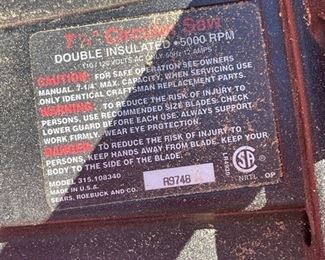 7¼" Circular Saw
DOUBLE INSULATED • 5000 RPM
110/120 VOLTS AC ONLY, 60Hz 12 AMPS
CAUTION: FOR SAFE OPERATION SEE OWNERS
MANUAL. 7-1/4" MAX. CAPACITY, WHEN SERVICING USE
ONLY IDENTICAL CRAFTSMAN REPLACEMENT PARTS.
WARNING: TO REDUCE THE RISK OF INJURY TO
PERSONS, USE RECOMMENDED SIZE BLADES. CHECK
LOWER GUARD BEFORE EACH USE. ALWAYS SUPPORT
WORK FIRMLY. WEAR EYE PROTECTION.
DANGER: TO REDUCE THE RISK OF INJURY TO
PERSONS, KEEP HANDS AWAY FROM BLADE. KEEP
BODY TO THE SIDE OF THE BLADE.
MODEL 315.108340
MADE IN U.S.A.
SEARS, ROEBUCK AND CO.
R9748 A
NRTL OP